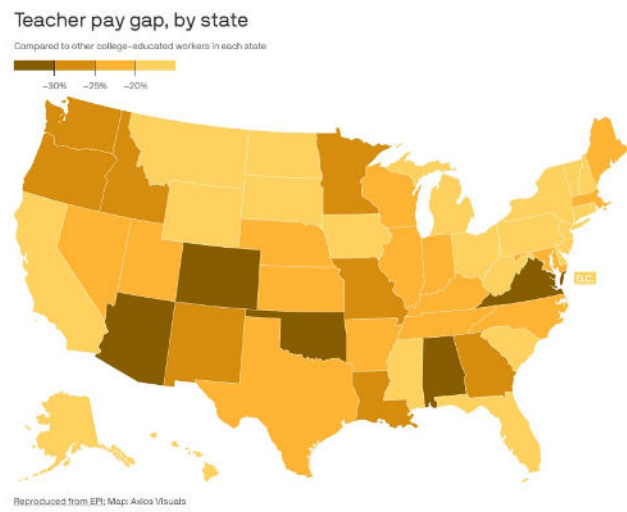 Teacher pay gap, by state
Compared to other college-educated workers in each state
-30% -25% -20%
D.C.
Reproduced from EPI; Map: Axios Visuals